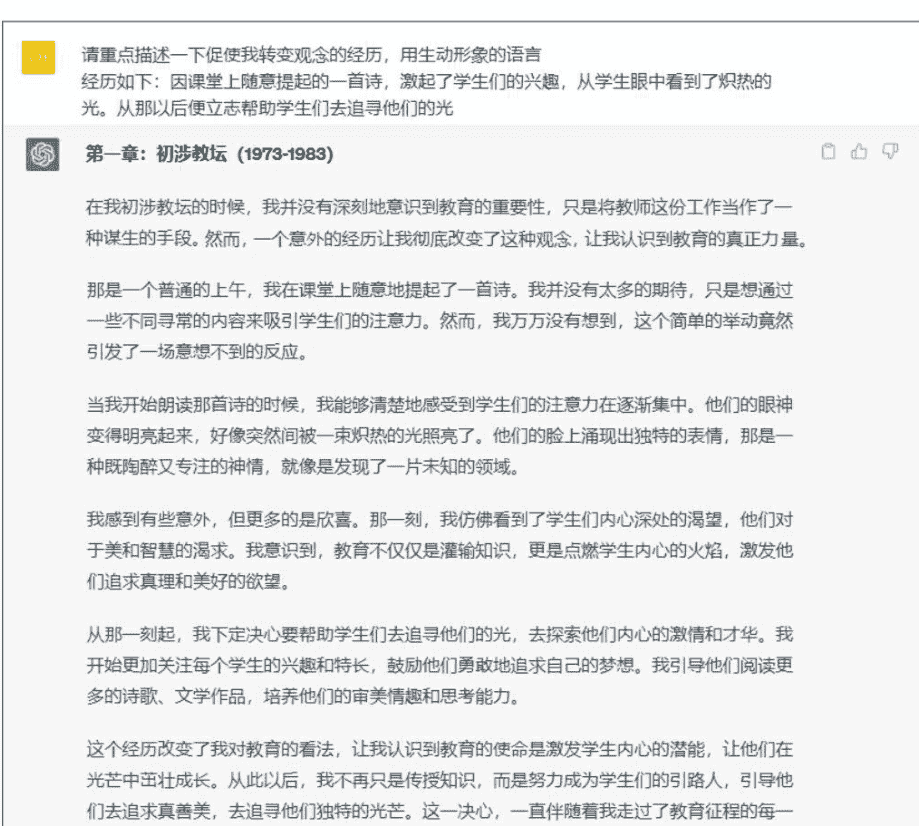 请重点描述一下促使我转变观念的经历，用生动形象的语言
经历如下：因课堂上随意提起的一首诗，激起了学生们的兴趣，从学生眼中看到了炽热的
光。从那以后便立志帮助学生们去追寻他们的光
第一章：初涉教坛（1973-1983）
在我初涉教坛的时候，我并没有深刻地意识到教育的重要性，只是将教师这份工作当作了一
种谋生的手段。然而，一个意外的经历让我彻底改变了这种观念，让我认识到教育的真正力量。
那是一个普通的上午，我在课堂上随意地提起了一首诗。我并没有太多的期待，只是想通过
一些不同寻常的内容来吸引学生们的注意力。然而，我万万没有想到，这个简单的举动竟然
引发了一场意想不到的反应。
当我开始朗读那首诗的时候，我能够清楚地感受到学生们的注意力在逐渐集中。他们的眼神
变得明亮起来，好像突然间被一束炽热的光照亮了。他们的脸上涌现出独特的表情，那是一
种既陶醉又专注的神情，就像是发现了一片未知的领域。
我感到有些意外，但更多的是欣喜。那一刻，我仿佛看到了学生们内心深处的渴望，他们对
于美和智慧的渴求。我意识到，教育不仅仅是灌输知识，更是点燃学生内心的火焰，激发他
们追求真理和美好的欲望。
从那一刻起，我下定决心要帮助学生们去追寻他们的光，去探索他们内心的激情和才华。我
开始更加关注每个学生的兴趣和特长，鼓励他们勇敢地追求自己的梦想。我引导他们阅读更
多的诗歌、文学作品，培养他们的审美情趣和思考能力。
这个经历改变了我对教育的看法，让我认识到教育的使命是激发学生内心的潜能，让他们在
光芒中茁壮成长。从此以后，我不再只是传授知识，而是努力成为学生们的引路人，引导他
们去追求真善美，去追寻他们独特的光芒。这一决心，一直伴随着我走过了教育征程的每一